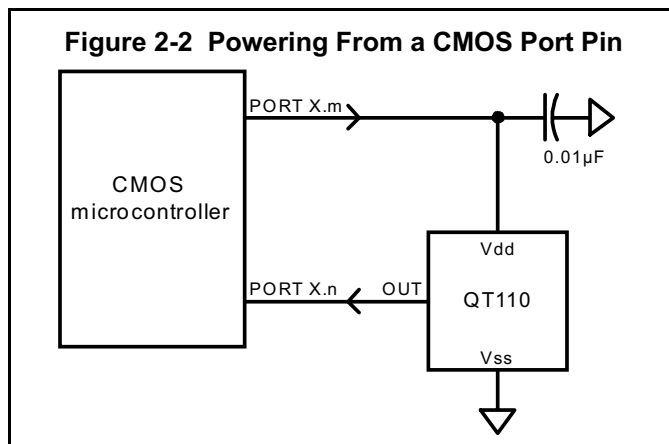 Figure 2-2 Powering From a CMOS Port Pin
PORT X.m
0.01µF
CMOS
microcontroller
Vdd
PORT X.n
OUT
QT110
Vss